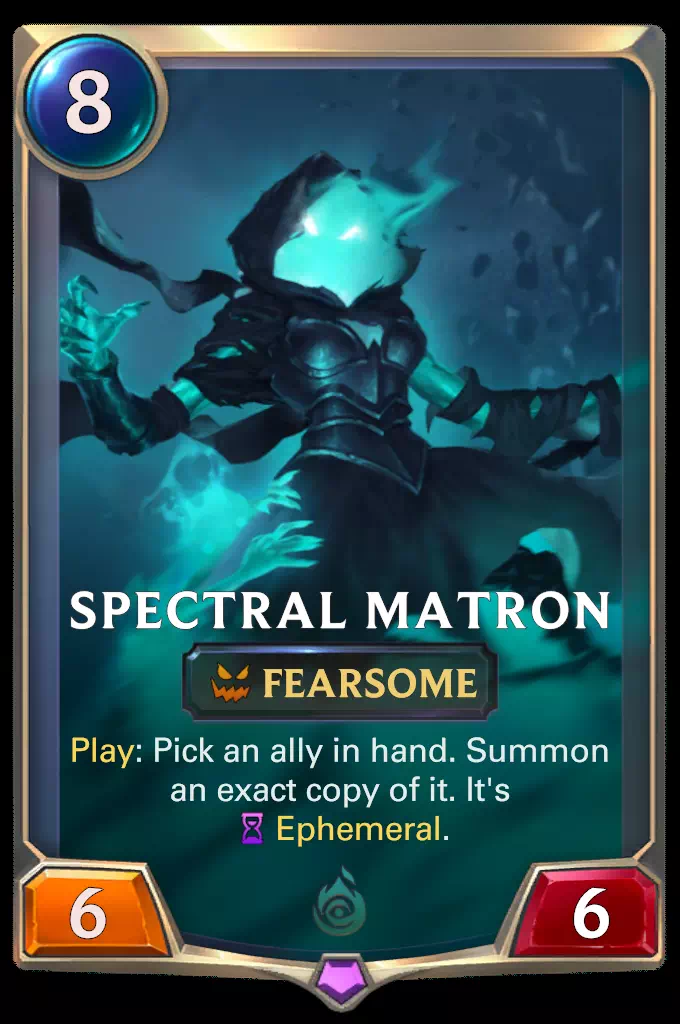 8
SPECTRAL MATRON
FEARSOME
Play: Pick an ally in hand. Summon
an exact copy of it. It's
Ephemeral.
6
6